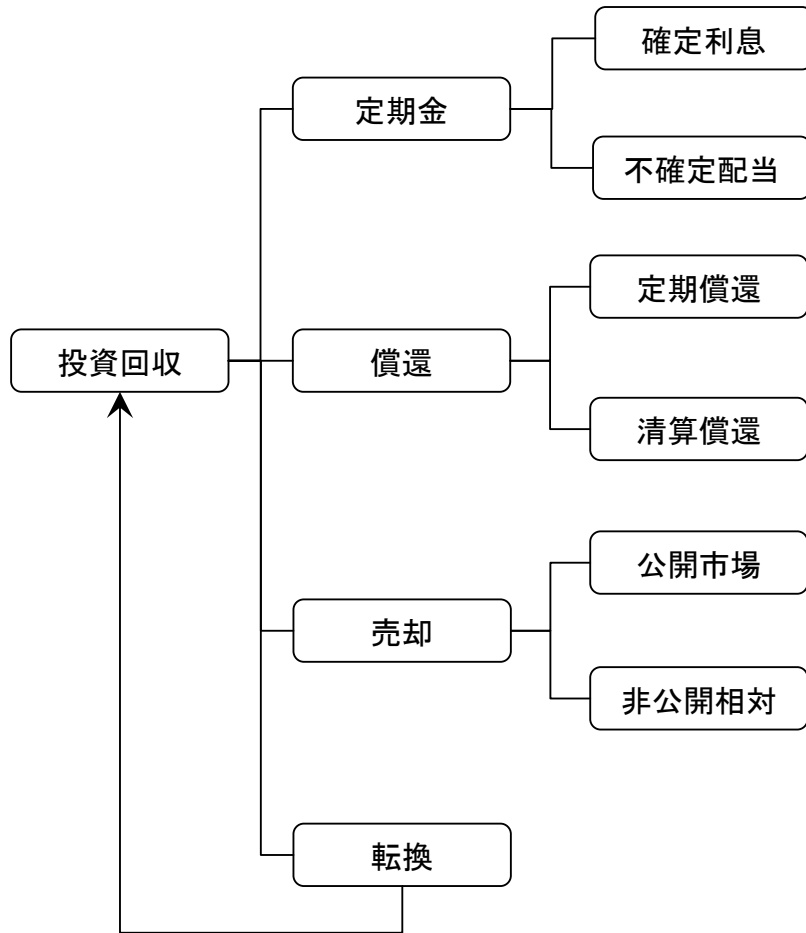 確定利息
定期金
不確定配当
定期償還
投資回収
償還
清算償還
公開市場
売却
非公開相対
転換